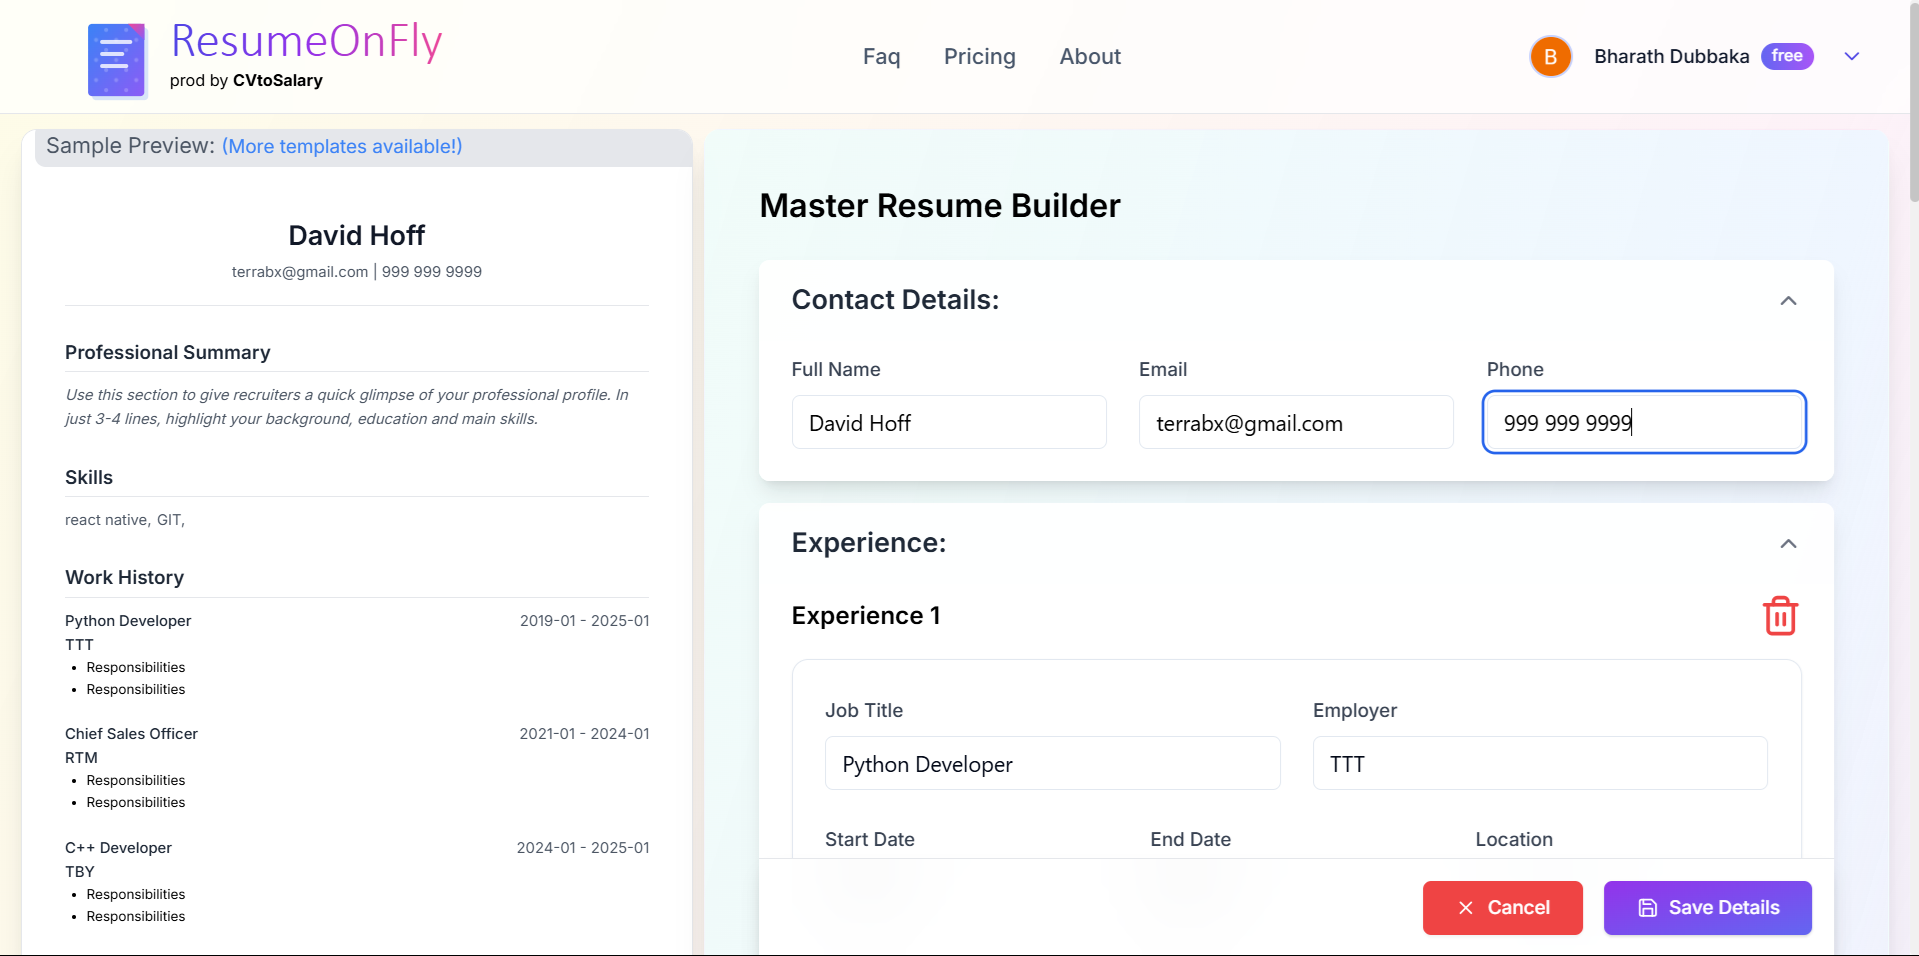 ResumeOnFly
prod by CVtoSalary
Faq Pricing About
B Bharath Dubbaka free
Sample Preview: (More templates available!)
David Hoff
terrabx@gmail.com | 999 999 9999
Professional Summary
Use this section to give recruiters a quick glimpse of your professional profile. In
just 3-4 lines, highlight your background, education and main skills.
Skills
react native, GIT,
Work History
Python Developer 2019-01 - 2025-01
TTT
• Responsibilities
• Responsibilities
Chief Sales Officer 2021-01 - 2024-01
RTM
• Responsibilities
• Responsibilities
C++ Developer 2024-01 - 2025-01
TBY
• Responsibilities
• Responsibilities
Master Resume Builder
Contact Details:
Full Name Email Phone
David Hoff terrabx@gmail.com 999 999 9999
Experience:
Experience 1
Job Title Employer
Python Developer TTT
Start Date End Date Location
Cancel Save Details